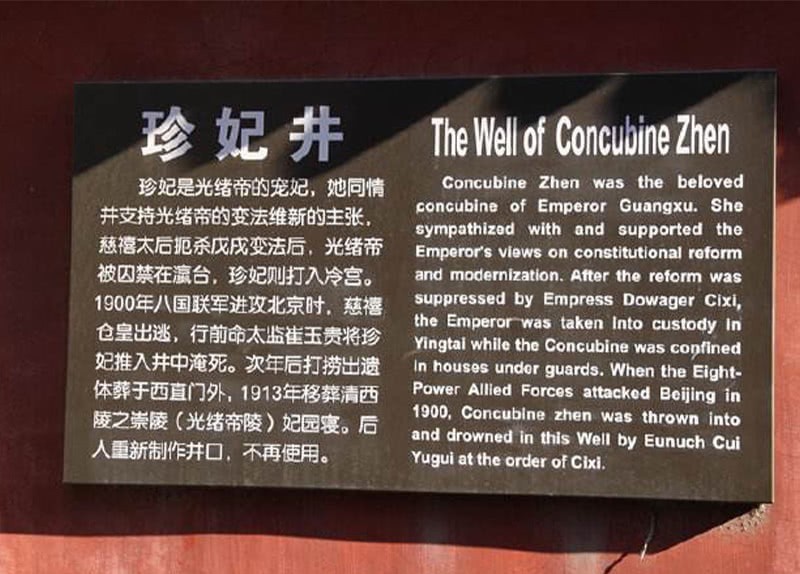 珍妃井
珍妃是光绪帝的宠妃，她同情
并支持光绪帝的变法维新的主张，
慈禧太后扼杀戊戌变法后，光绪帝
被囚禁在瀛台，珍妃则打入冷宫。
1900年八国联军进攻北京时，慈禧
仓皇出逃，行前命太监崔玉贵将珍
妃推入井中淹死。次年后打捞出遗
体葬于西直门外，1913年移葬清西
陵之崇陵（光绪帝陵）妃园寝。后
人重新制作井口，不再使用。
The Well of Concubine Zhen
Concubine Zhen was the beloved
concubine of Emperor Guangxu. She
sympathized with and supported the
Emperor's views on constitutional reform
and modernization. After the reform was
suppressed by Empress Dowager Cixi,
the Emperor was taken into custody in
Yingtai while the Concubine was confined
in houses under guards. When the Eight-
Power Allied Forces attacked Beijing in
1900, Concubine zhen was thrown into
and drowned in this Well by Eunuch Cui
Yugui at the order of Cixi.